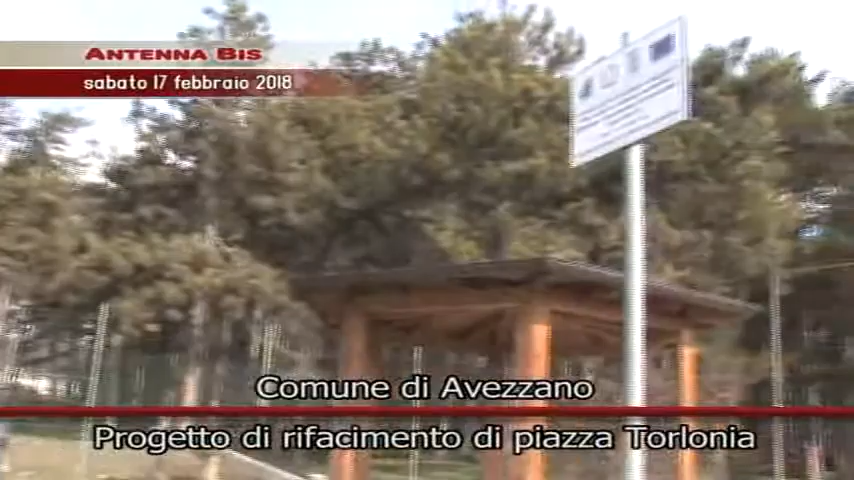 Antenna Bis
sabato 17 febbraio 2018
Comune di Avezzano
Progetto di rifacimento di piazza Torlonia